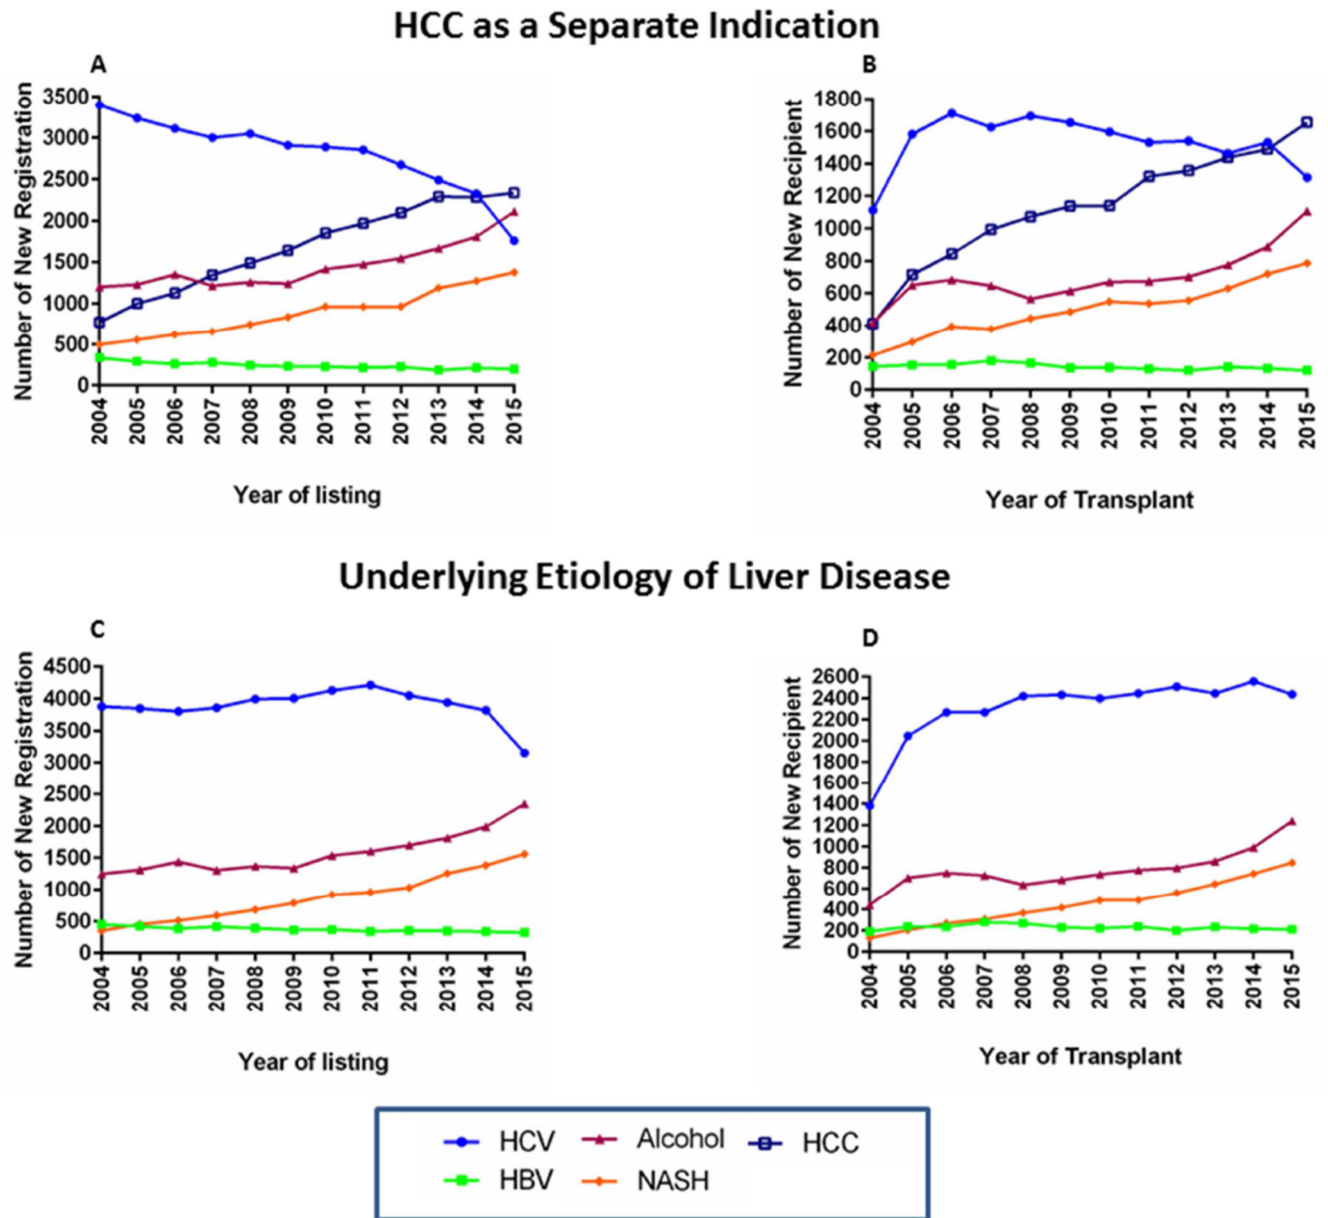 HCC as a Separate Indication
A
Number of New Registration
3500
3000
2500
2000
1500
1000
500
0
2004 2005 2006 2007 2008 2009 2010 2011 2012 2013 2014 2015
Year of listing
B
Number of New Recipient
1800
1600
1400
1200
1000
800
600
400
200
0
2004 2005 2006 2007 2008 2009 2010 2011 2012 2013 2014 2015
Year of Transplant
Underlying Etiology of Liver Disease
C
Number of New Registration
4500
4000
3500
3000
2500
2000
1500
1000
500
0
2004 2005 2006 2007 2008 2009 2010 2011 2012 2013 2014 2015
Year of listing
D
Number of New Recipient
2600
2400
2200
2000
1800
1600
1400
1200
1000
800
600
400
200
0
2004 2005 2006 2007 2008 2009 2010 2011 2012 2013 2014 2015
Year of Transplant
HCV Alcohol HCC
HBV NASH